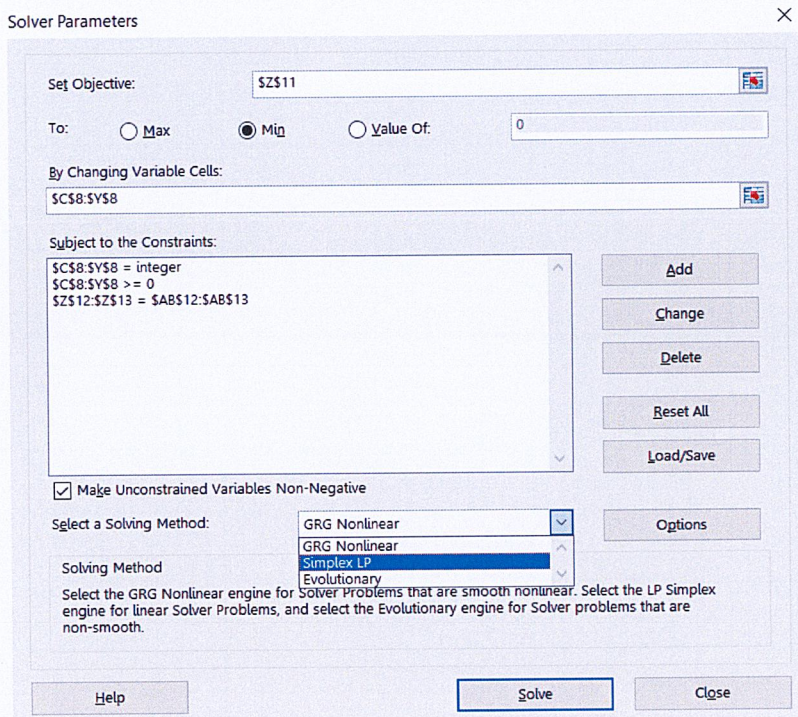 Solver Parameters
Set Objective:
$Z$11
To:
Max
Min
Value Of:
0
By Changing Variable Cells:
$C$8:$Y$8
Subject to the Constraints:
$C$8:$Y$8 = integer
$C$8:$Y$8 >= 0
$Z$12:$Z$13 = $AB$12:$AB$13
Add
Change
Delete
Reset All
Load/Save
Make Unconstrained Variables Non-Negative
Select a Solving Method:
GRG Nonlinear
Options
GRG Nonlinear
Simplex LP
Evolutionary
Solving Method
Select the GRG Nonlinear engine for Solver Problems that are smooth nonlinear. Select the LP Simplex
engine for linear Solver Problems, and select the Evolutionary engine for Solver problems that are
non-smooth.
Help
Solve
Close